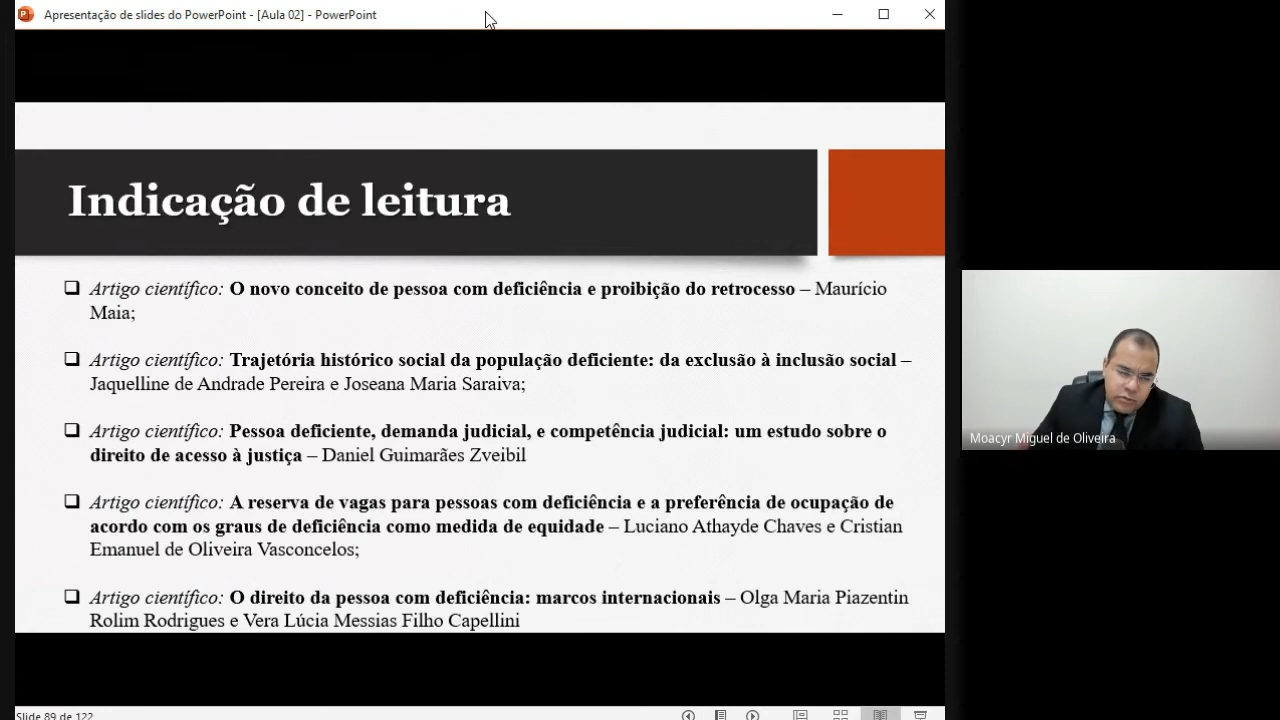 Apresentação de slides do PowerPoint - [Aula 02] - PowerPoint
Indicação de leitura
Artigo científico: O novo conceito de pessoa com deficiência e proibição do retrocesso – Maurício
Maia;
Artigo científico: Trajetória histórico social da população deficiente: da exclusão à inclusão social –
Jaquelline de Andrade Pereira e Joseana Maria Saraiva;
Artigo científico: Pessoa deficiente, demanda judicial, e competência judicial: um estudo sobre o
direito de acesso à justiça – Daniel Guimarães Zveibil
Artigo científico: A reserva de vagas para pessoas com deficiência e a preferência de ocupação de
acordo com os graus de deficiência como medida de equidade – Luciano Athayde Chaves e Cristian
Emanuel de Oliveira Vasconcelos;
Artigo científico: O direito da pessoa com deficiência: marcos internacionais – Olga Maria Piazentin
Rolim Rodrigues e Vera Lúcia Messias Filho Capellini
Moacyr Miguel de Oliveira
Slide 89 de 122